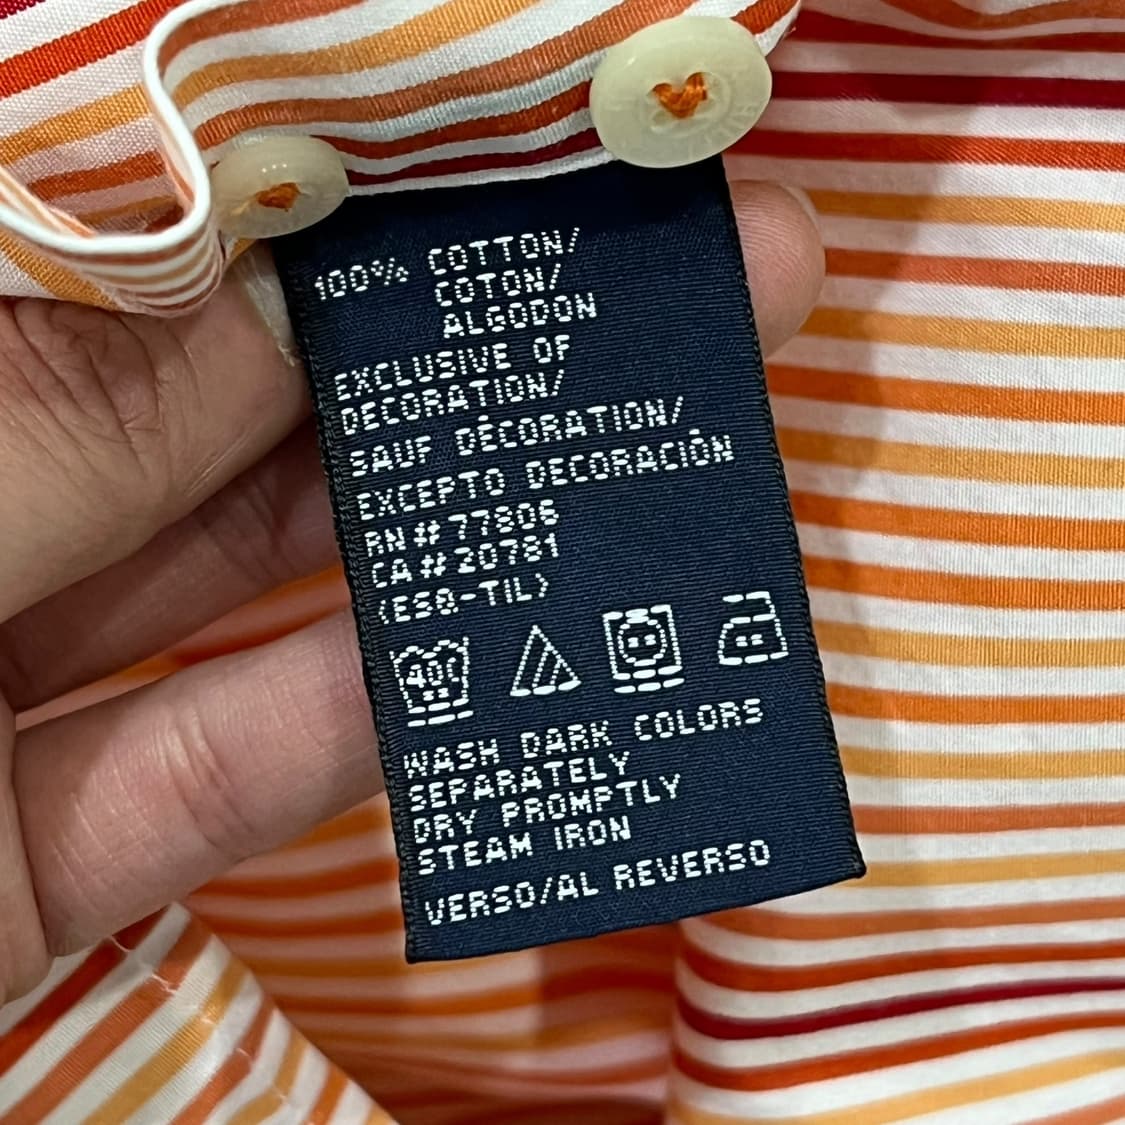 100% COTTON/
COTON/
ALGODON
EXCLUSIVE OF
DECORATION/
SAUF DÉCORATION/
EXCEPTO DECORACIÓN
RN # 77806
CA # 20781
(ESQ-TIL)
40C
WASH DARK COLORS
SEPARATELY
DRY PROMPTLY
STEAM IRON
VERSO/AL REVERSO